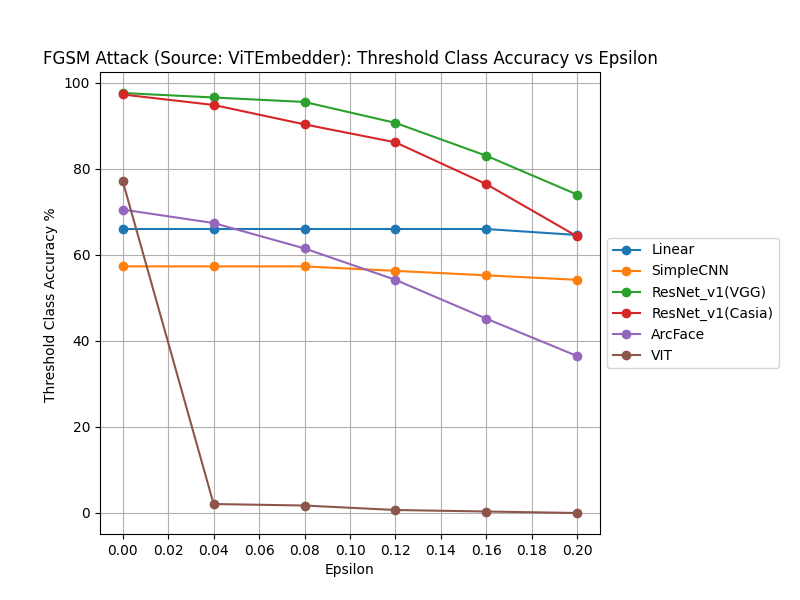 FGSM Attack (Source: ViTEmbedder): Threshold Class Accuracy vs Epsilon
Threshold Class Accuracy %
100
80
60
40
20
0
0.00 0.02 0.04 0.06 0.08 0.10 0.12 0.14 0.16 0.18 0.20
Epsilon
Linear
SimpleCNN
ResNet_v1(VGG)
ResNet_v1(Casia)
ArcFace
VIT